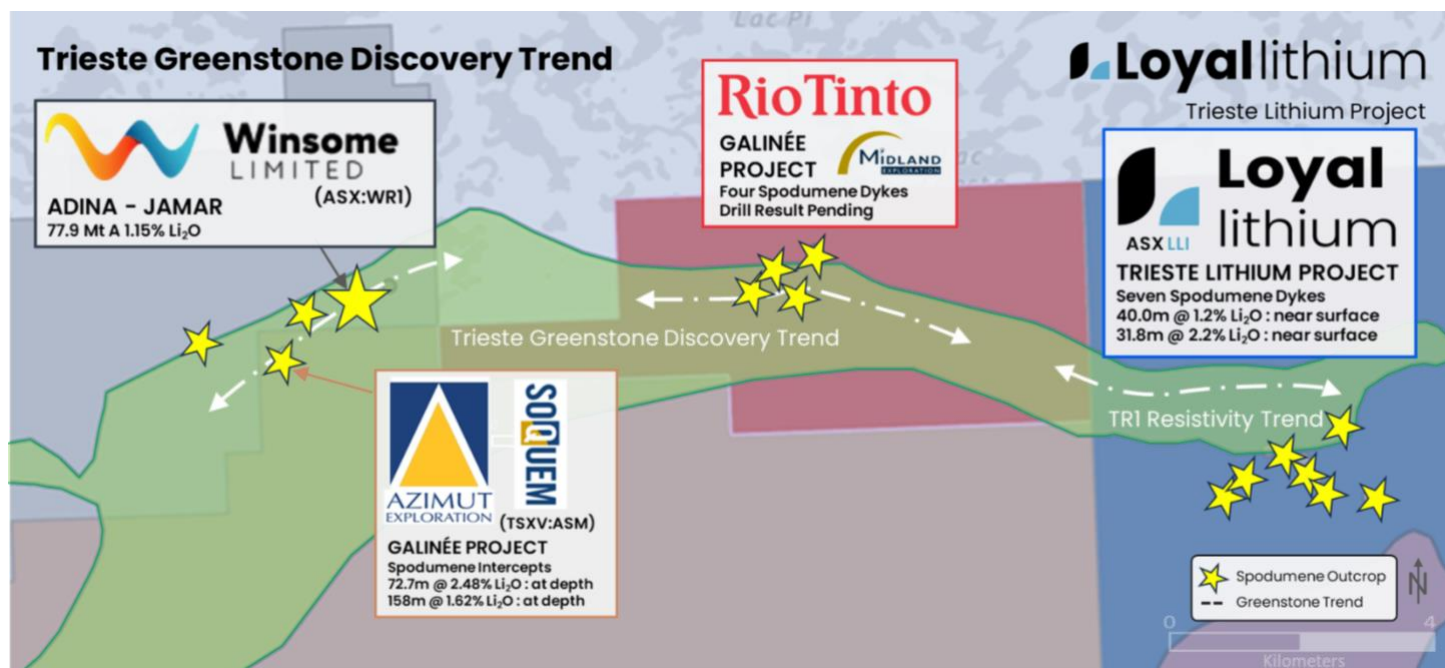 Lac Pi
Trieste Greenstone Discovery Trend
Winsome
LIMITED
(ASX:WR1)
ADINA - JAMAR
77.9 Mt A 1.15% Li₂O
RioTinto
GALINÉE
PROJECT
MIDLAND
EXPLORATION
Four Spodumene Dykes
Drill Result Pending
Lac
Loyallithium
Trieste Lithium Project
Loyal
lithium
ASX LLI
TRIESTE LITHIUM PROJECT
Seven Spodumene Dykes
40.0m @ 1.2% Li₂O : near surface
31.8m @ 2.2% Li₂O : near surface
Trieste Greenstone Discovery Trend
TR1 Resistivity Trend
AZIMUT
EXPLORATION
SOQUEM
(TSXV:ASM)
GALINÉE PROJECT
Spodumene Intercepts
72.7m @ 2.48% Li₂O : at depth
158m @ 1.62% Li₂O : at depth
Spodumene Outcrop
Greenstone Trend
N
0 4
Kilometers